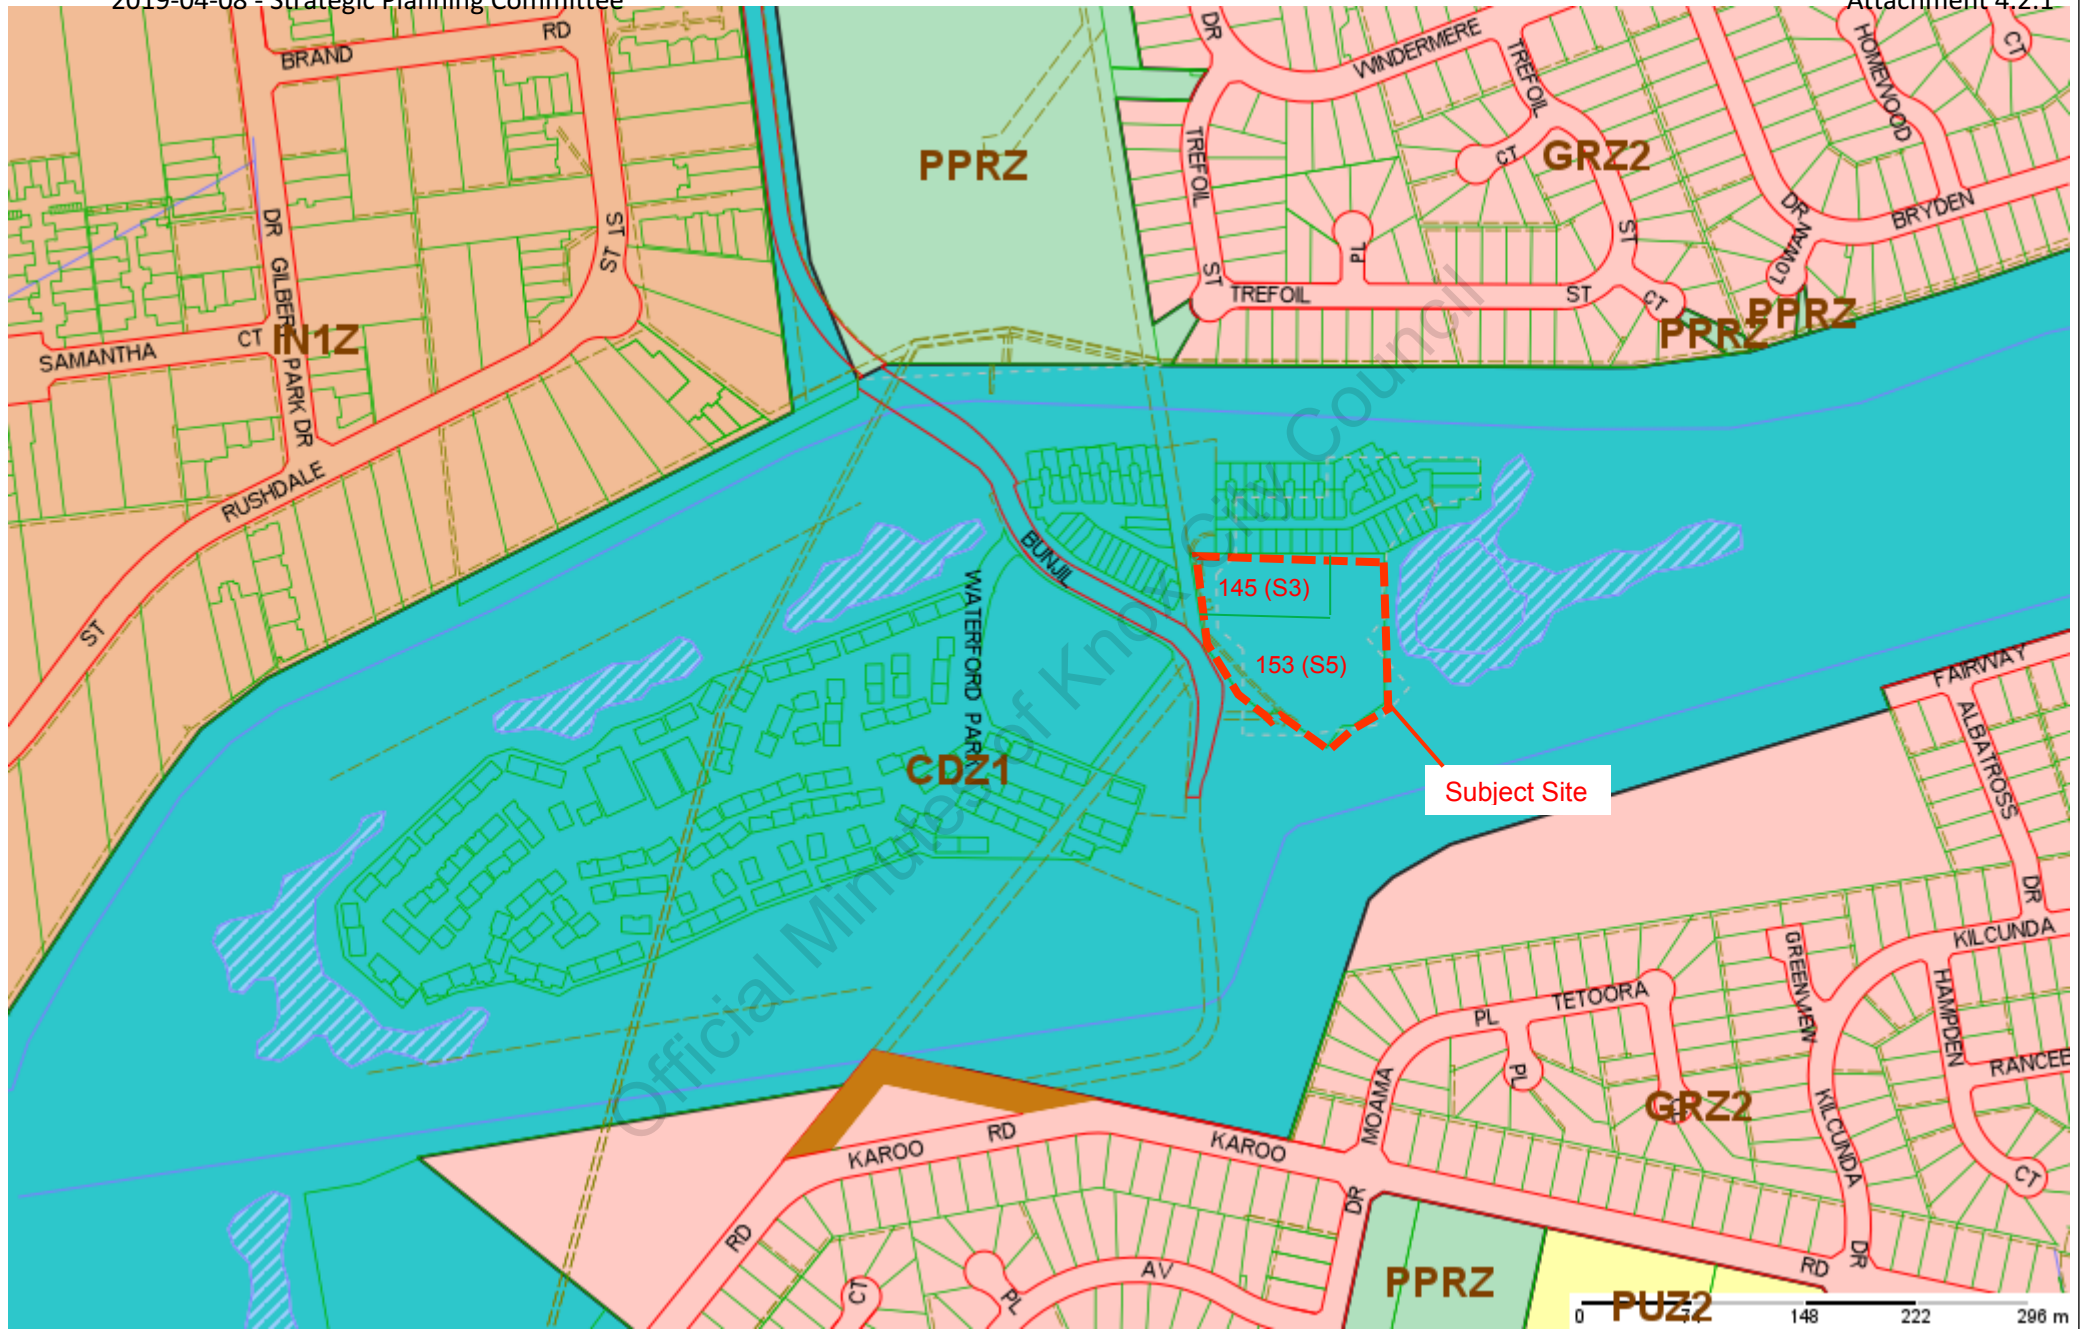 2019-04-08 - Strategic Planning Committee
Attachment 4.2.1
BRAND
RD
DR
WINDERMERE
TREFOIL
HOMEWOOD
CT
PPRZ
TREFOIL
CT
GRZ2
DR
GILBERT
PARK DR
ST
ST
ST
PL
ST
DR
LOWAN
BRYDEN
TREFOIL
ST
CT
PPRZ
PPRZ
SAMANTHA
CT
IN1Z
RUSHDALE
ST
BUNJIL
WATERFORD PARK
145 (S3)
153 (S5)
CDZ1
Subject Site
FAIRWAY
ALBATROSS
DR
KILCUNDA
GREENVIEW
HAMPDEN
TETOORA
PL
PL
RANCEE
MOAMA
GRZ2
KILCUNDA
CT
DR
KAROO
RD
KAROO
DR
RD
RD
CT
PL
AV
PPRZ
PUZ2
0
148
222
296 m
Official Minutes of Knox City Council